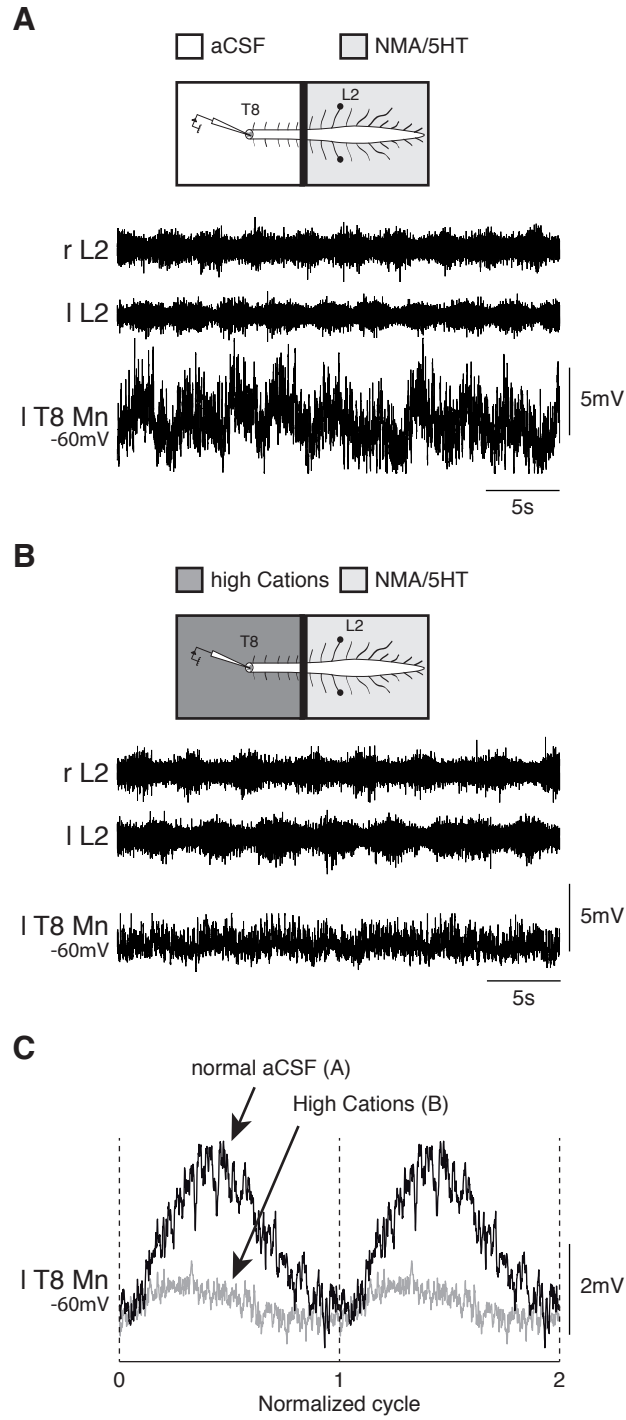 A
aCSF NMA/5HT
T8 L2
r L2
l L2
l T8 Mn
-60mV
5mV
5s
B
high Cations NMA/5HT
T8 L2
r L2
l L2
l T8 Mn
-60mV
5mV
5s
C
normal aCSF (A)
High Cations (B)
l T8 Mn
-60mV
2mV
0 1 2
Normalized cycle